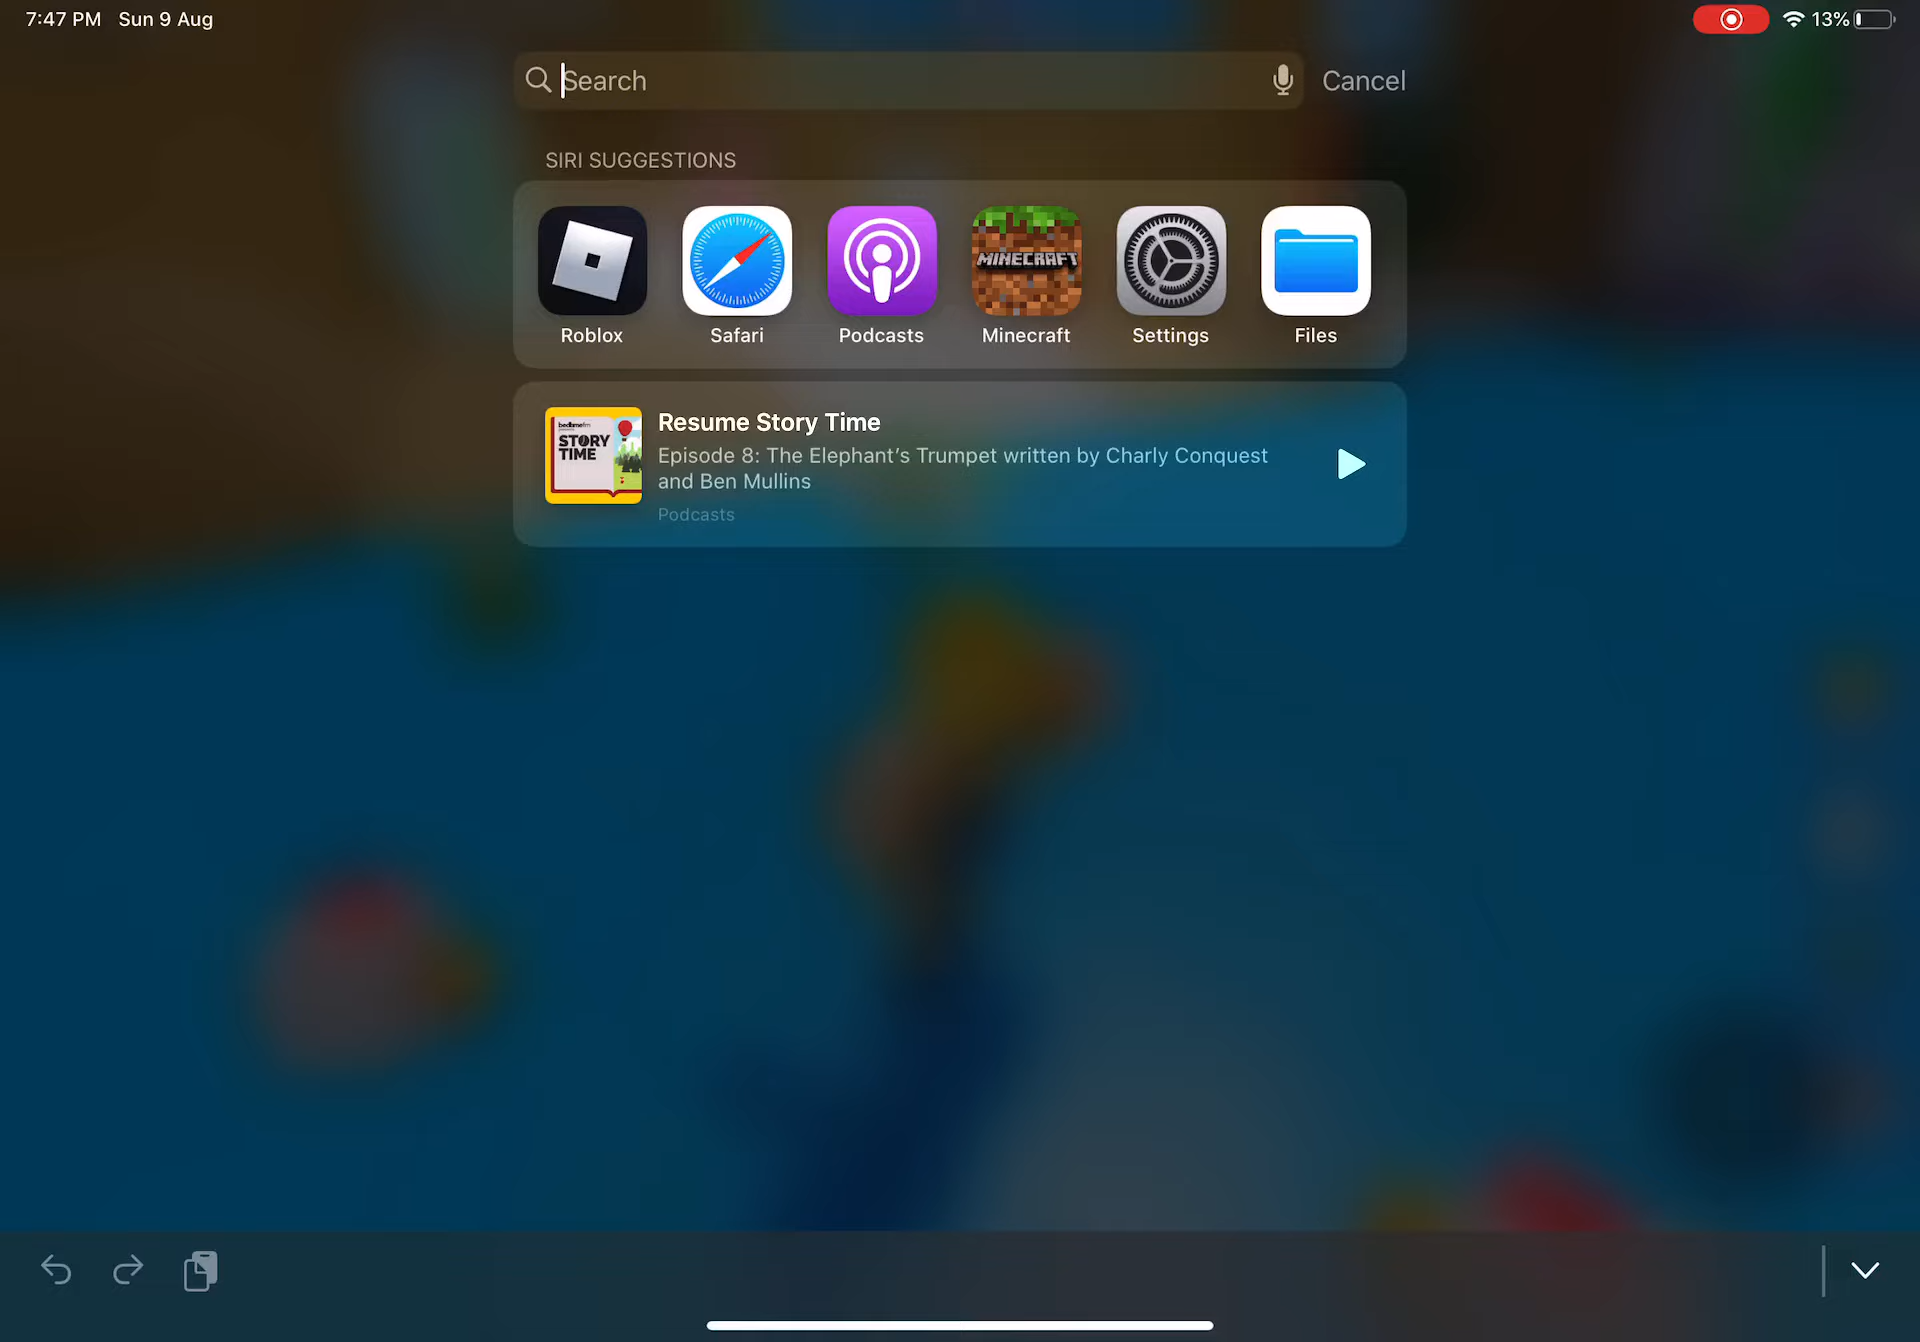 7:47 PM Sun 9 Aug
13%
Search
Cancel
SIRI SUGGESTIONS
MINECRAFT
Roblox
Safari
Podcasts
Minecraft
Settings
Files
bedtimefm
STORY
TIME
Resume Story Time
Episode 8: The Elephant’s Trumpet written by Charly Conquest
and Ben Mullins
Podcasts